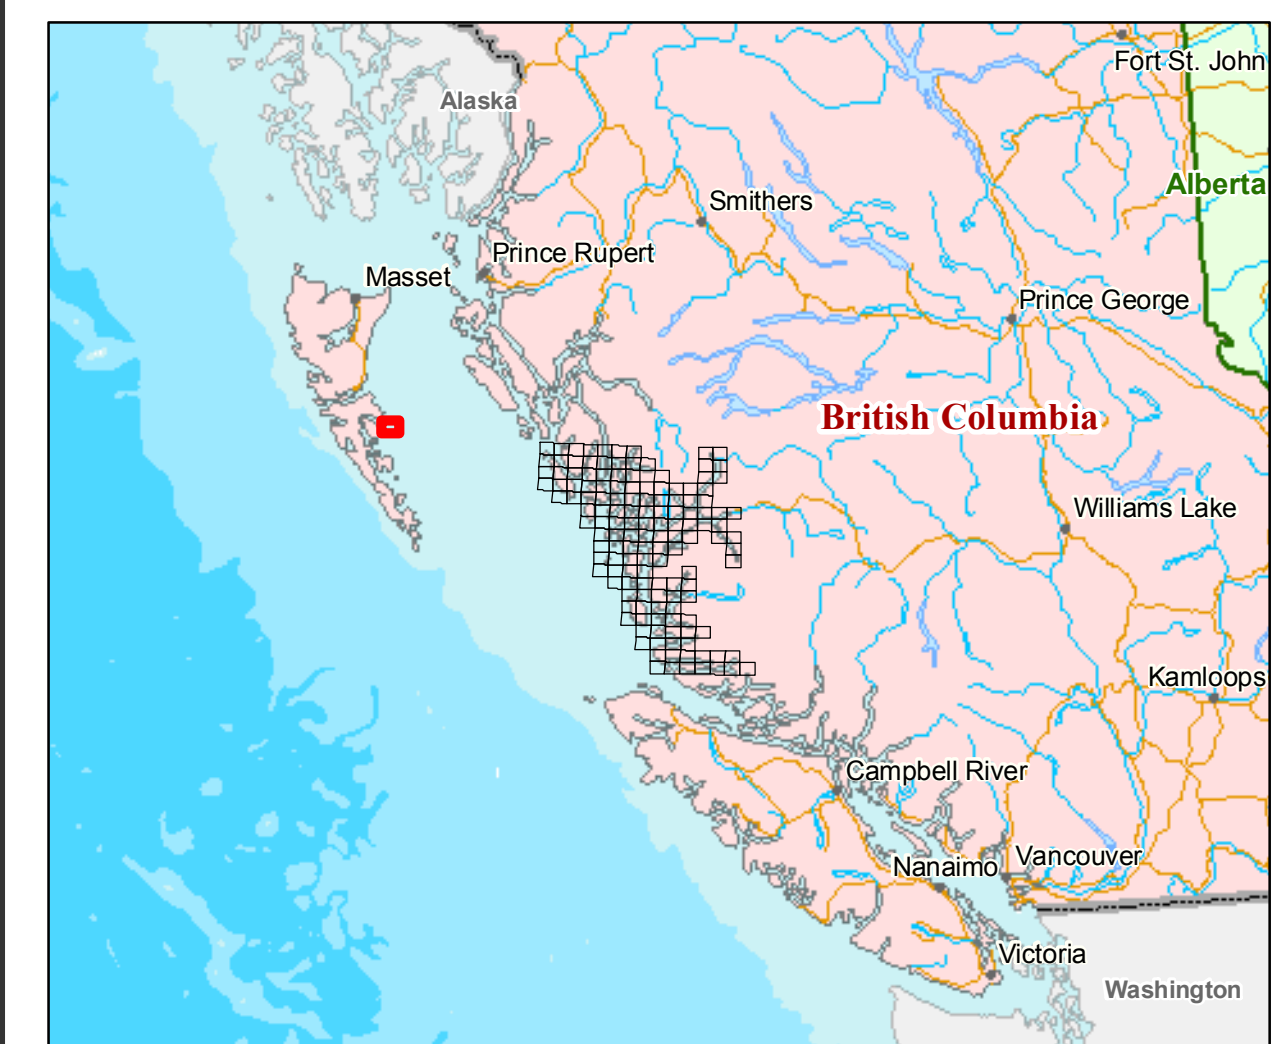 Fort St. John
Alaska
Alberta
Smithers
Prince Rupert
Masset
Prince George
British Columbia
Williams Lake
Kamloops
Campbell River
Vancouver
Nanaimo
Victoria
Washington